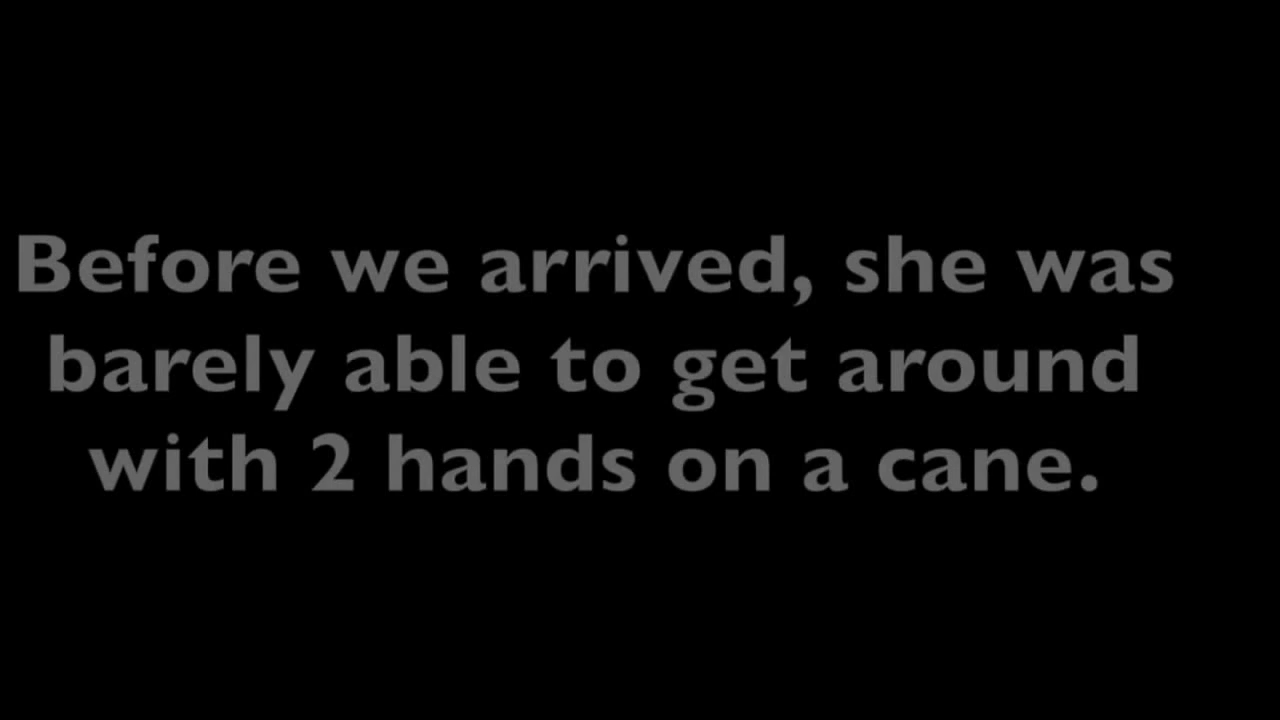 Before we arrived, she was
barely able to get around
with 2 hands on a cane.